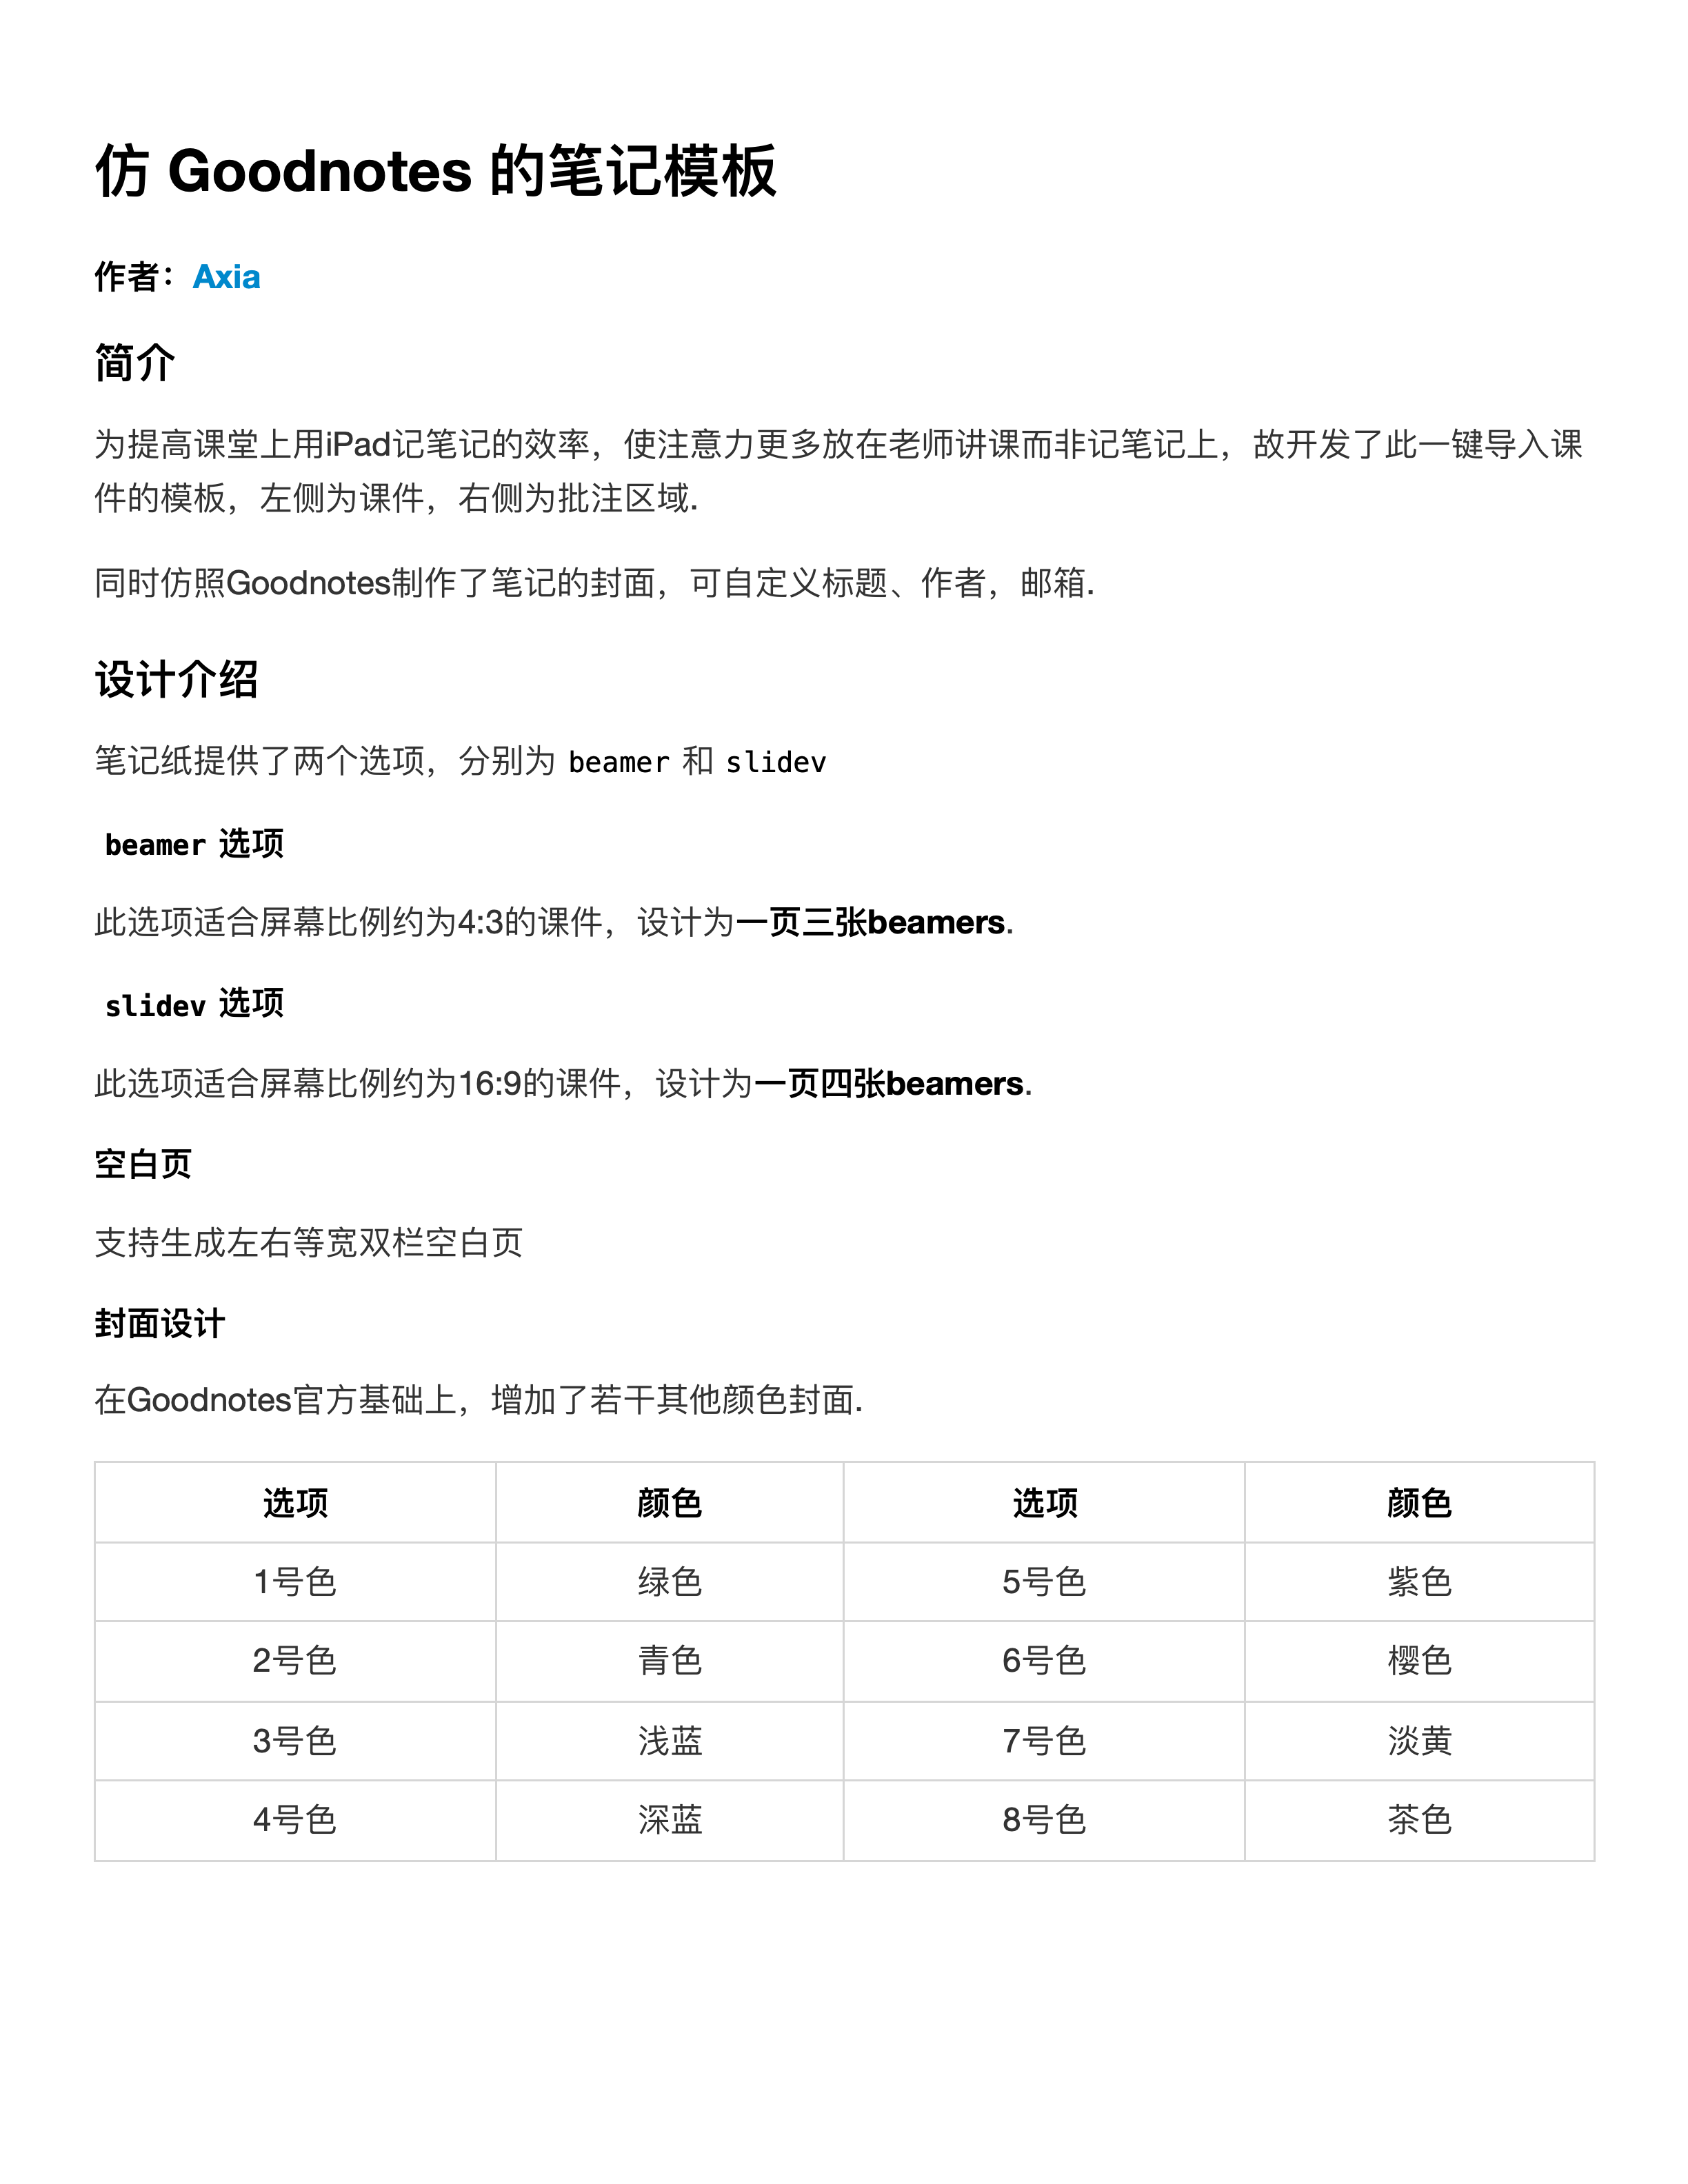 仿 Goodnotes 的笔记模板
作者：Axia
简介
为提高课堂上用iPad记笔记的效率，使注意力更多放在老师讲课而非记笔记上，故开发了此一键导入课
件的模板，左侧为课件，右侧为批注区域.
同时仿照Goodnotes制作了笔记的封面，可自定义标题、作者，邮箱.
设计介绍
笔记纸提供了两个选项，分别为 beamer 和 slidev
beamer 选项
此选项适合屏幕比例约为4:3的课件，设计为一页三张beamers.
slidev 选项
此选项适合屏幕比例约为16:9的课件，设计为一页四张beamers.
空白页
支持生成左右等宽双栏空白页
封面设计
在Goodnotes官方基础上，增加了若干其他颜色封面.
选项 颜色 选项 颜色
1号色 绿色 5号色 紫色
2号色 青色 6号色 樱色
3号色 浅蓝 7号色 淡黄
4号色 深蓝 8号色 茶色